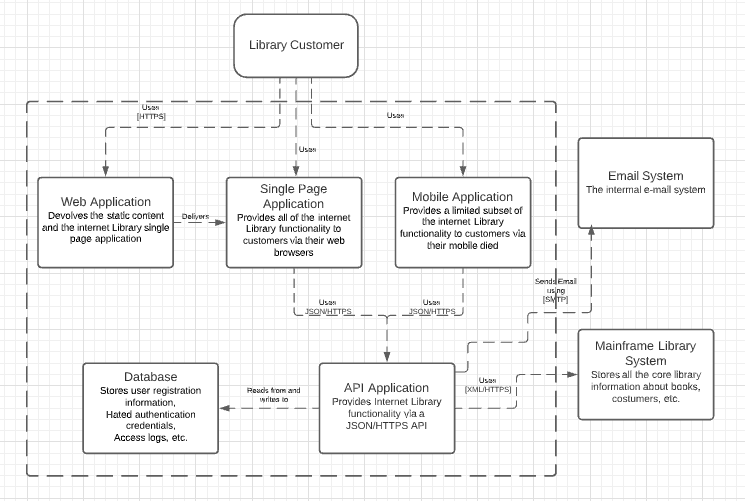 Library Customer
Uses
[HTTPS]
Uses
Uses
Web Application
Devolves the static content
and the internet Library single
page application
Delivers
Single Page
Application
Provides all of the internet
Library functionality to
customers via their web
browsers
Mobile Application
Provides a limited subset of
the internet Library
functionality to customers via
their mobile died
Email System
The internal e-mail system
Sends Email
using
[SMTP]
Uses
JSON/HTTPS
Uses
JSON/HTTPS
Mainframe Library
System
Stores all the core library
information about books,
costumers, etc.
Database
Stores user registration
information,
Hated authentication
credentials,
Access logs, etc.
Reads from and
writes to
API Application
Provides Internet Library
functionality via a
JSON/HTTPS API
Uses
[XML/HTTPS]